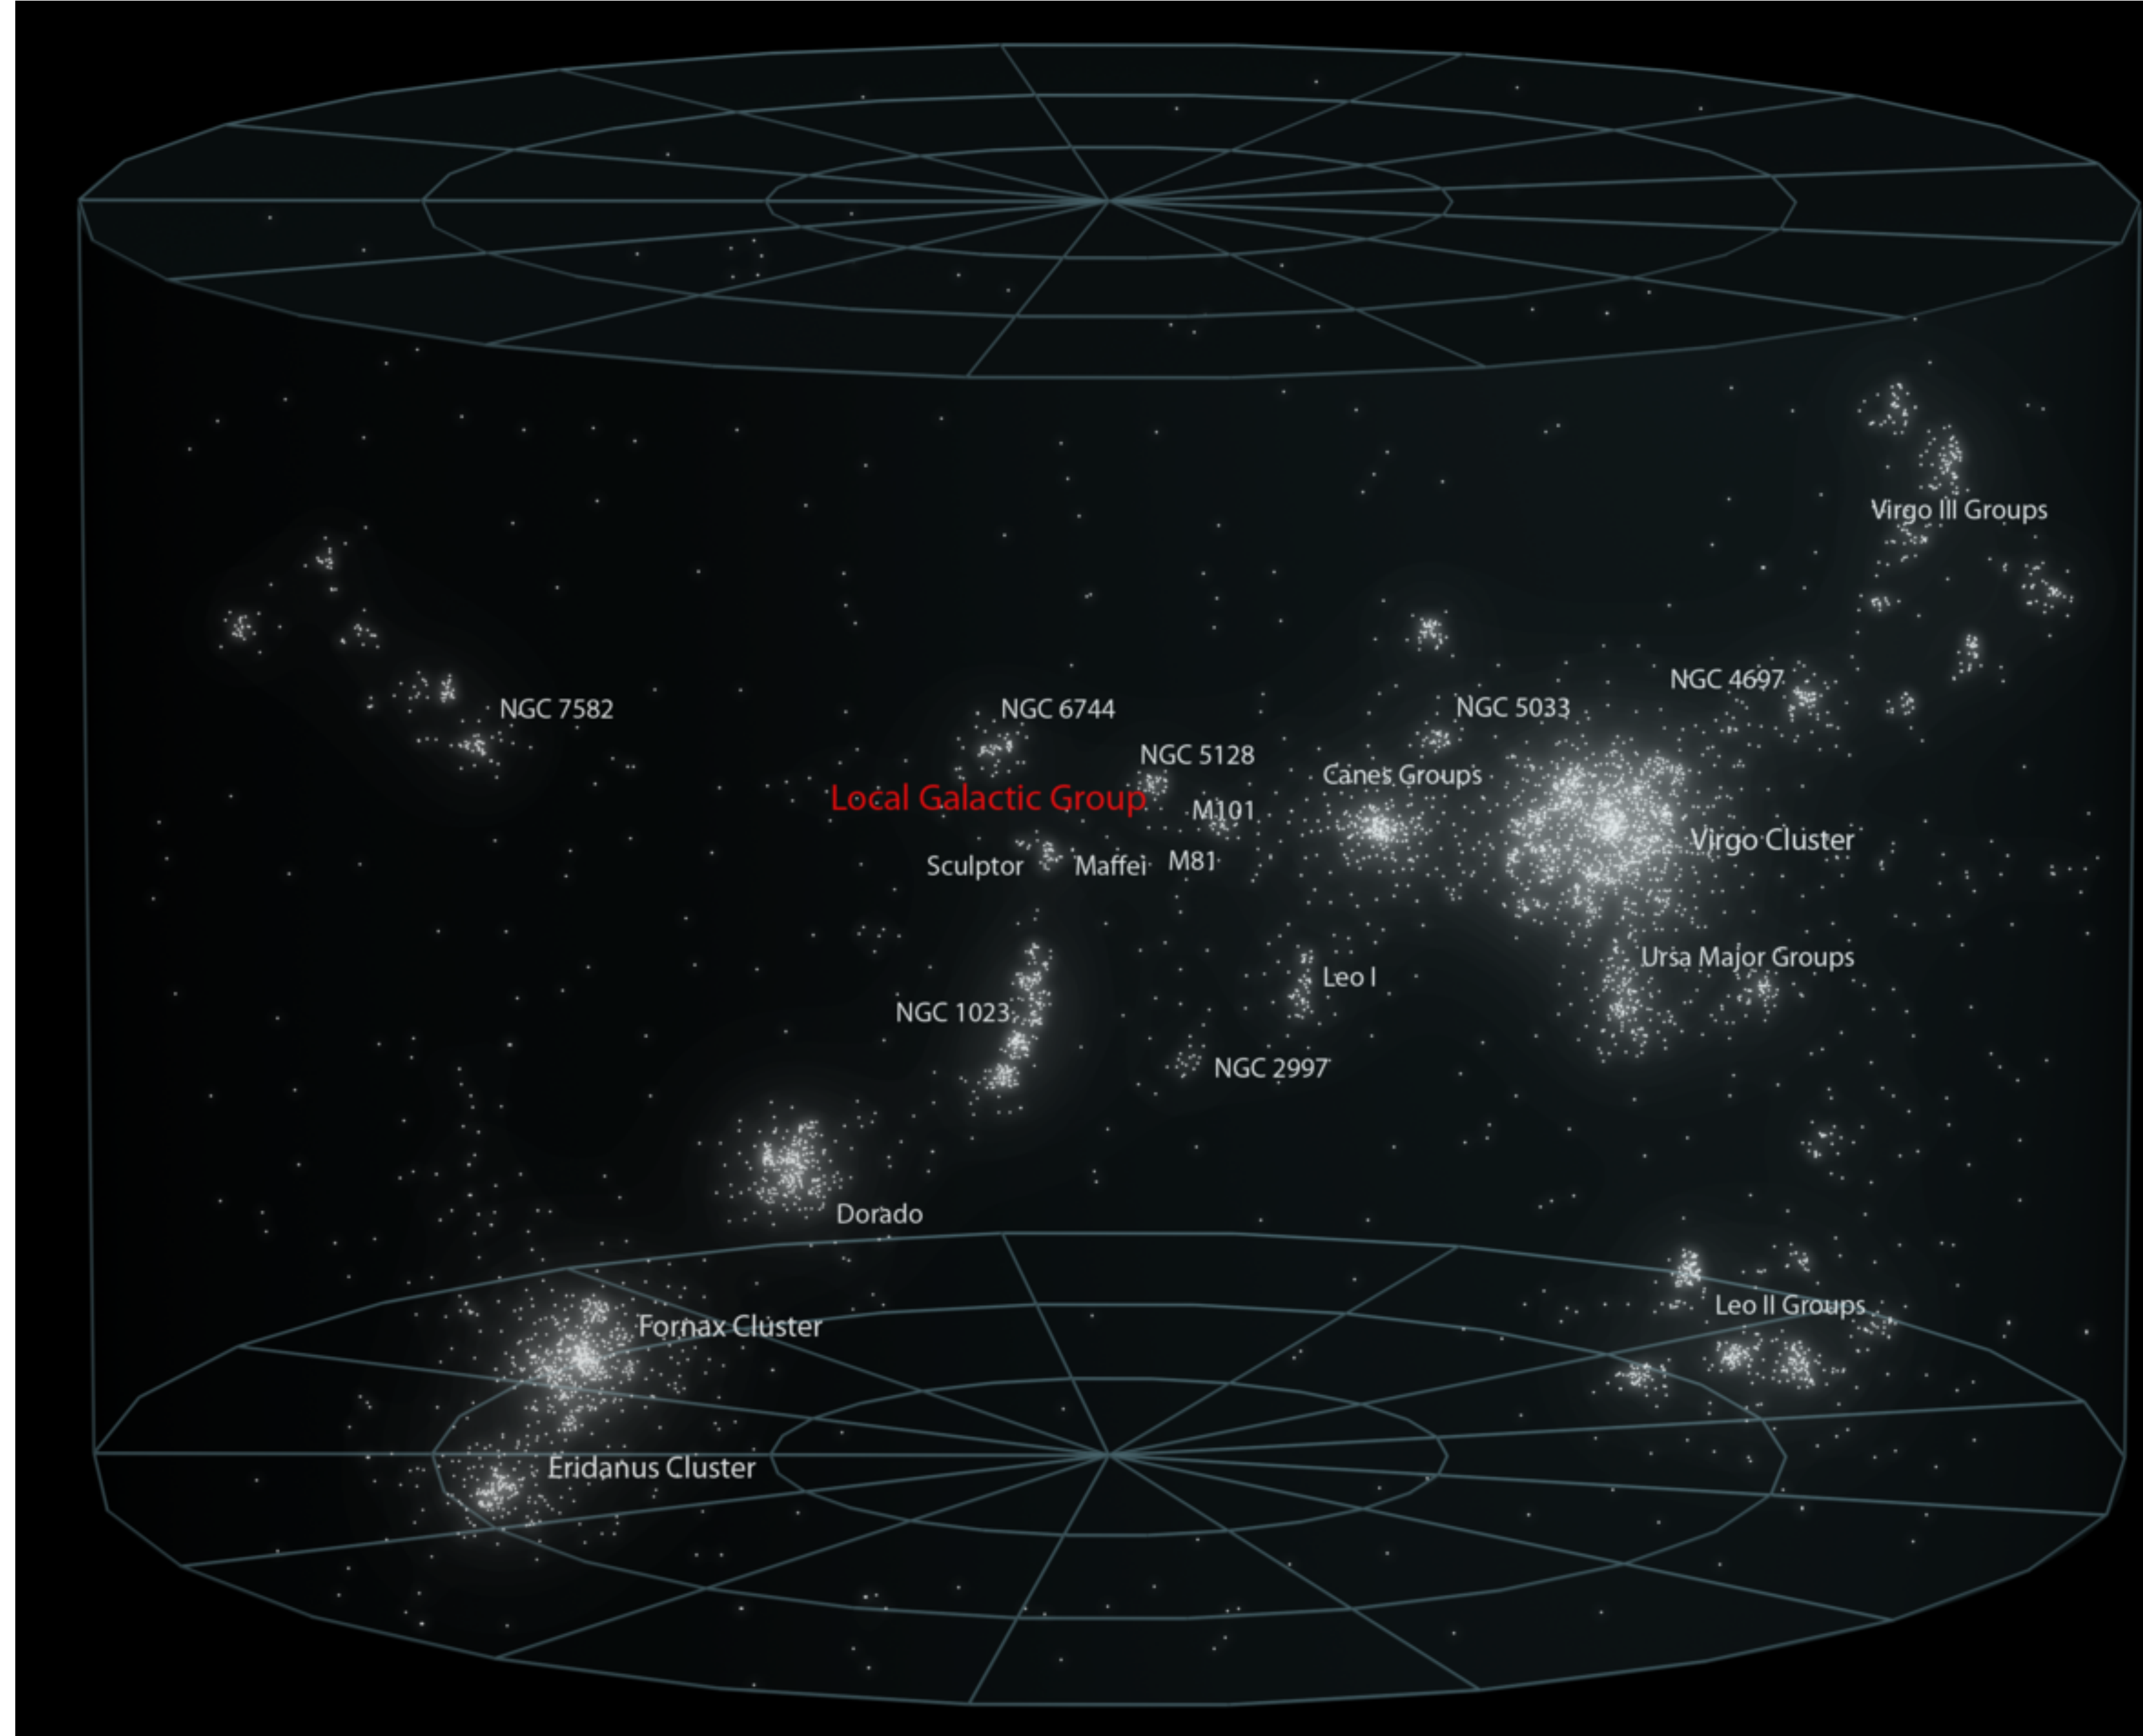 Virgo III Groups
NGC 4697
NGC 7582
NGC 6744
NGC 5033
NGC 5128
Canes Groups
Local Galactic Group
M101
Virgo Cluster
Sculptor
Maffei
M81
Ursa Major Groups
Leo I
NGC 1023
NGC 2997
Dorado
Leo II Groups
Fornax Cluster
Eridanus Cluster